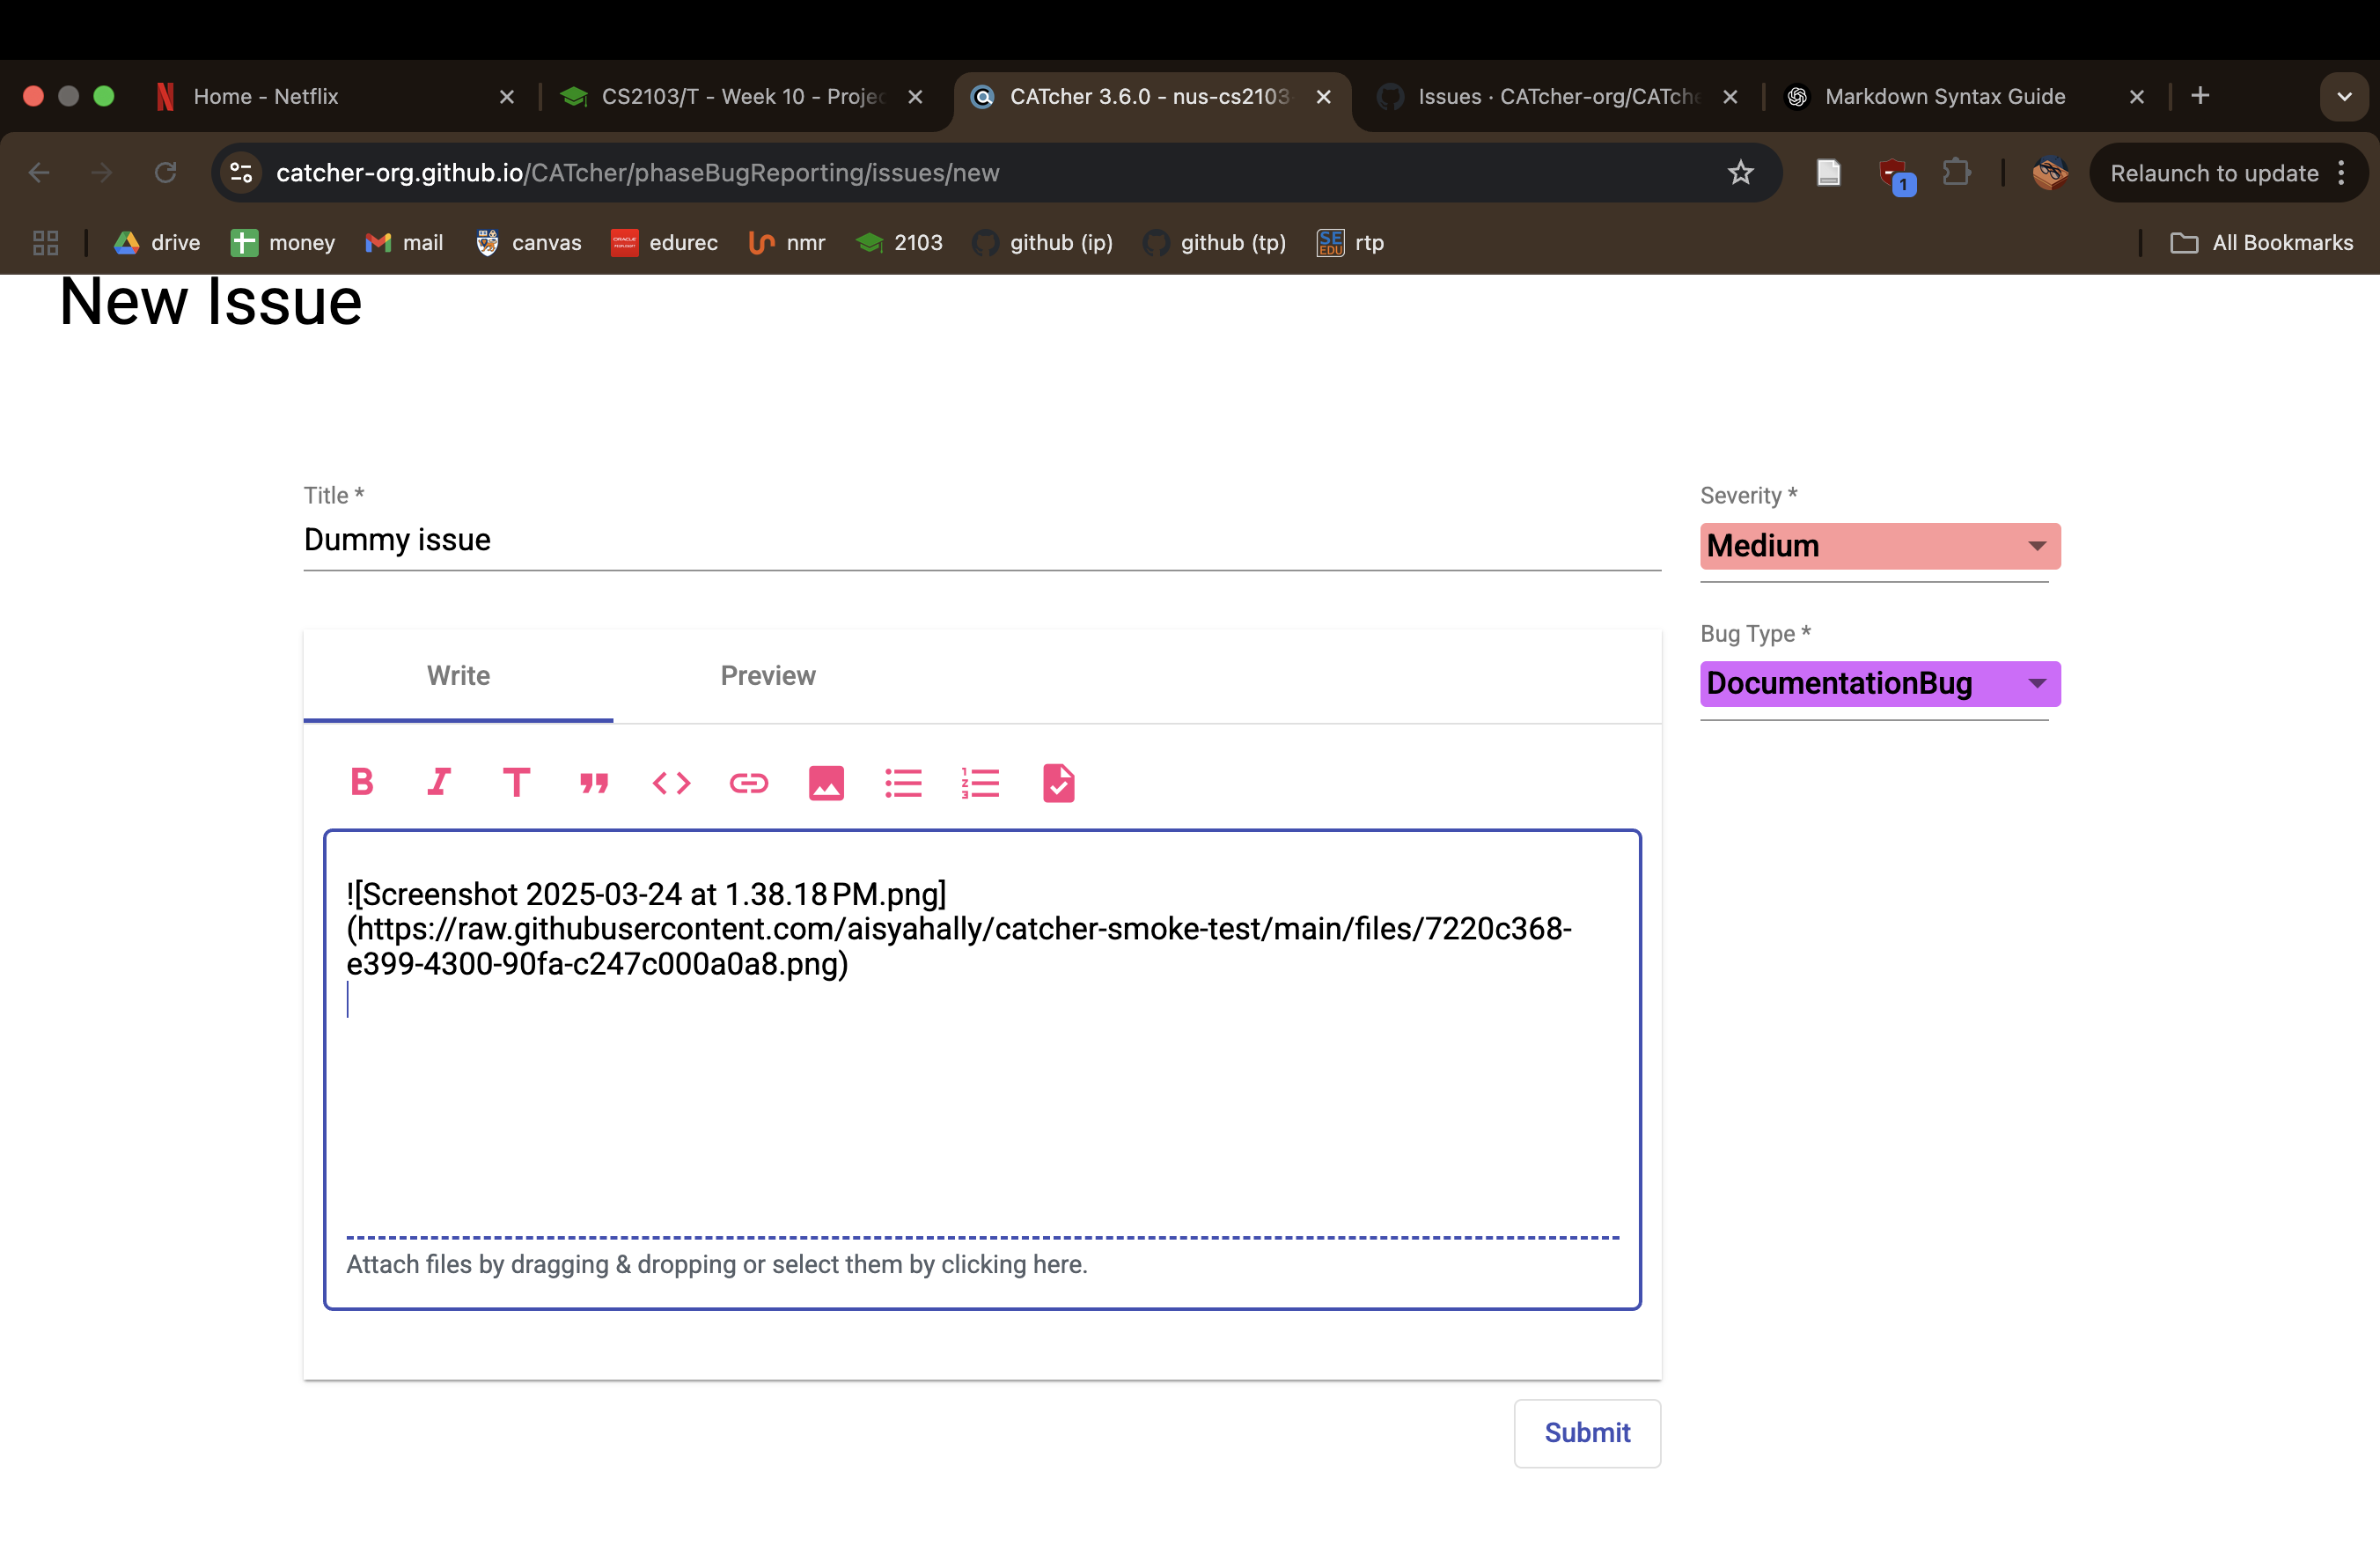 Home - Netflix
CS2103/T - Week 10 - Projec
CATcher 3.6.0 - nus-cs2103-
Issues · CATcher-org/CATche
Markdown Syntax Guide
catcher-org.github.io/CATcher/phaseBugReporting/issues/new
1
Relaunch to update
drive
money
mail
canvas
edurec
nmr
2103
github (ip)
github (tp)
SE
EDU
rtp
All Bookmarks
New Issue
Title *
Dummy issue
Severity *
Medium
Bug Type *
DocumentationBug
Write
Preview
![Screenshot 2025-03-24 at 1.38.18 PM.png]
(https://raw.githubusercontent.com/aisyahally/catcher-smoke-test/main/files/7220c368-
e399-4300-90fa-c247c000a0a8.png)
Attach files by dragging & dropping or select them by clicking here.
Submit